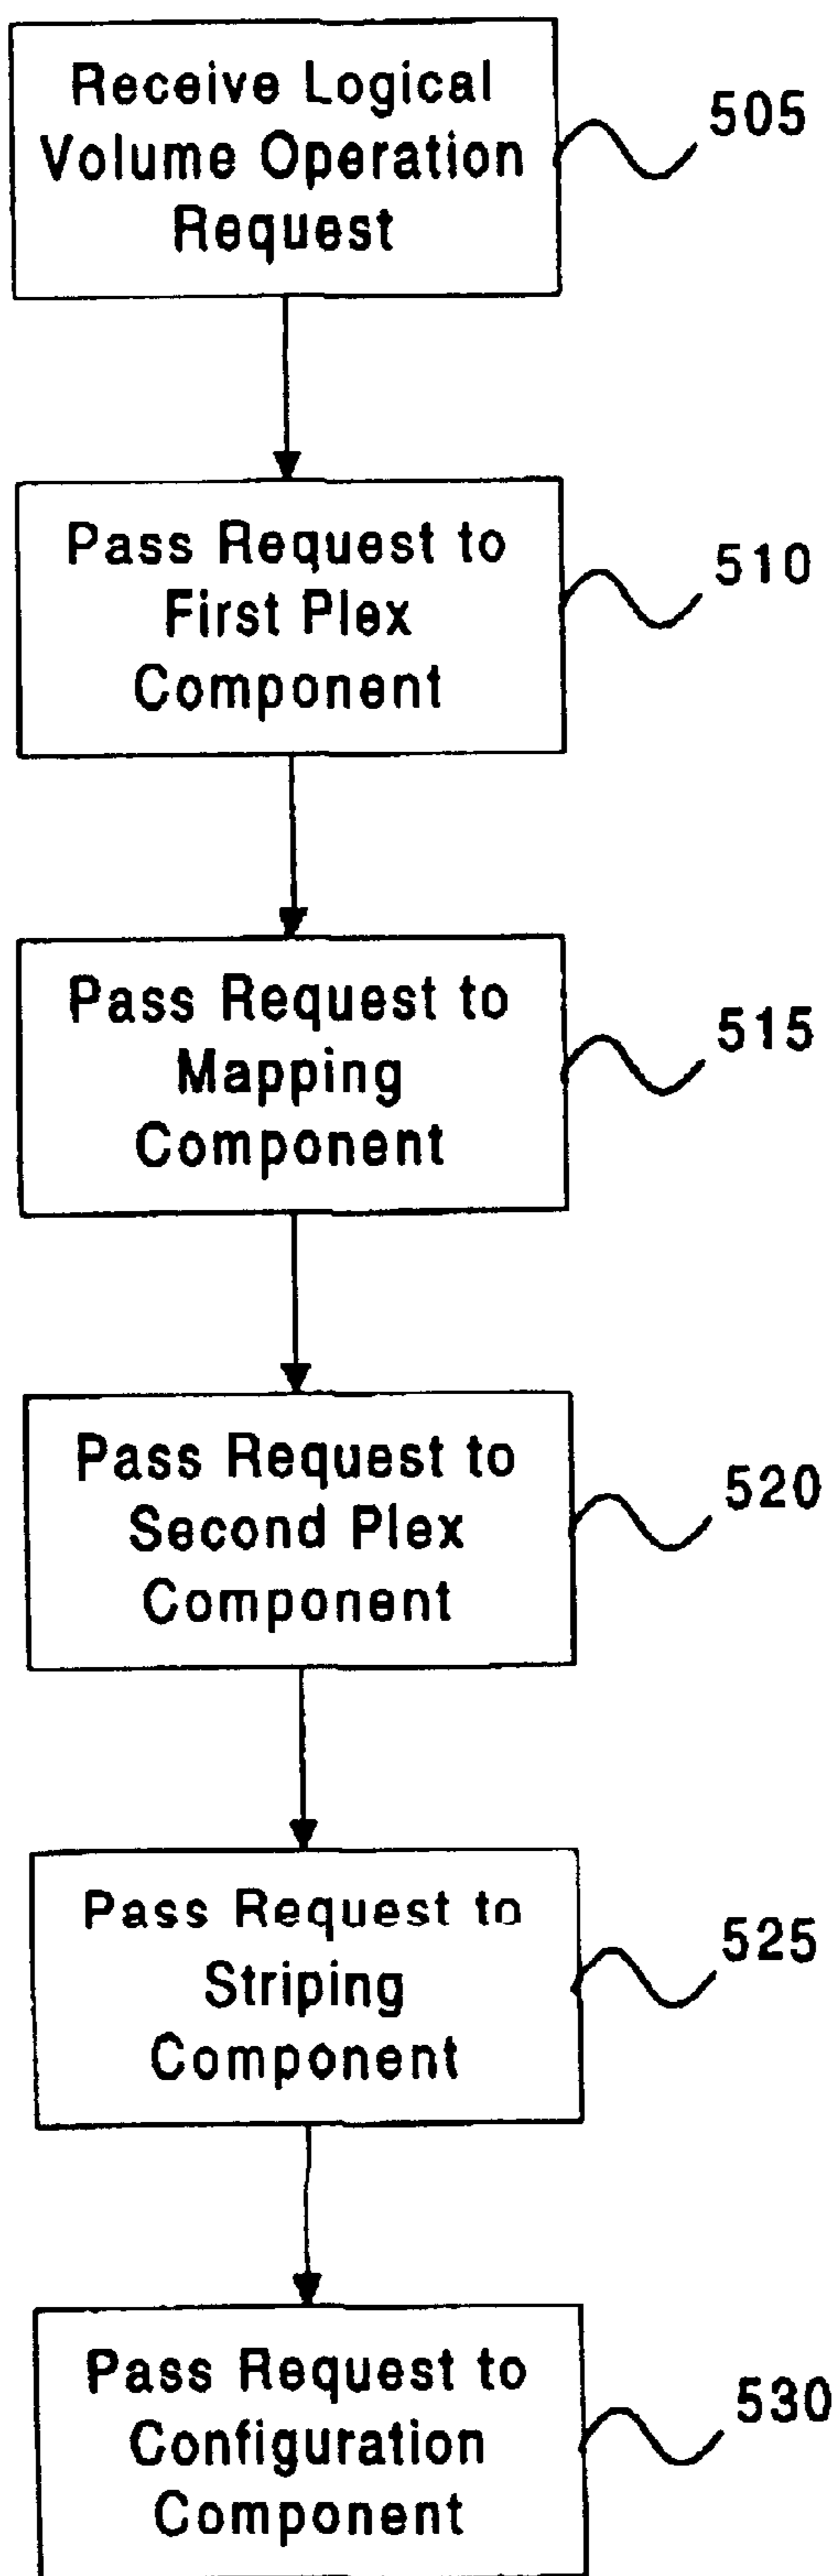 Receive Logical
Volume Operation
Request
505
Pass Request to
First Plex
Component
510
Pass Request to
Mapping
Component
515
Pass Request to
Second Plex
Component
520
Pass Request to
Striping
Component
525
Pass Request to
Configuration
Component
530